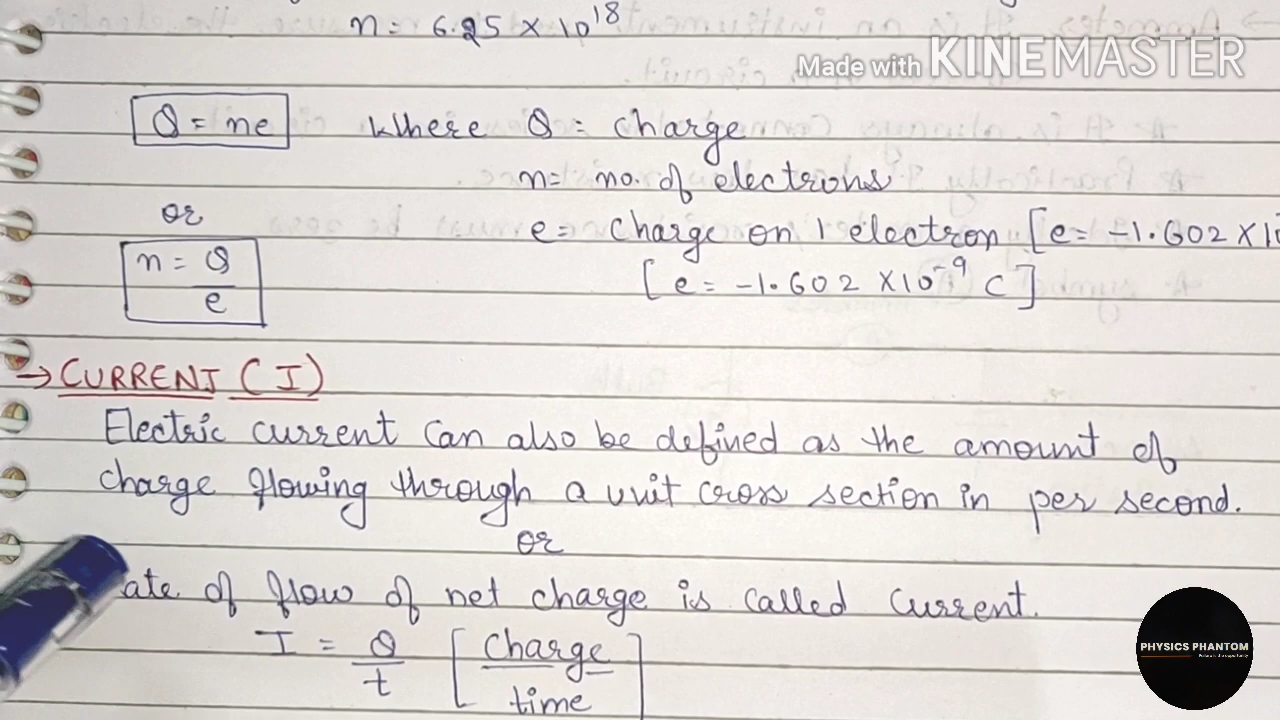 n = 6.25 × 10^18
Made with KINEMASTER
Q = ne where Q = charge
n = no. of electrons
or
e = charge on 1 electron [e = -1.602 × 10
n = Q/e
[e = -1.602 × 10^-9 C]
→ CURRENT (I)
Electric current can also be defined as the amount of
charge flowing through a unit cross section in per second.
or
ate of flow of net charge is called current.
I = Q/t [charge/time]
PHYSICS PHANTOM